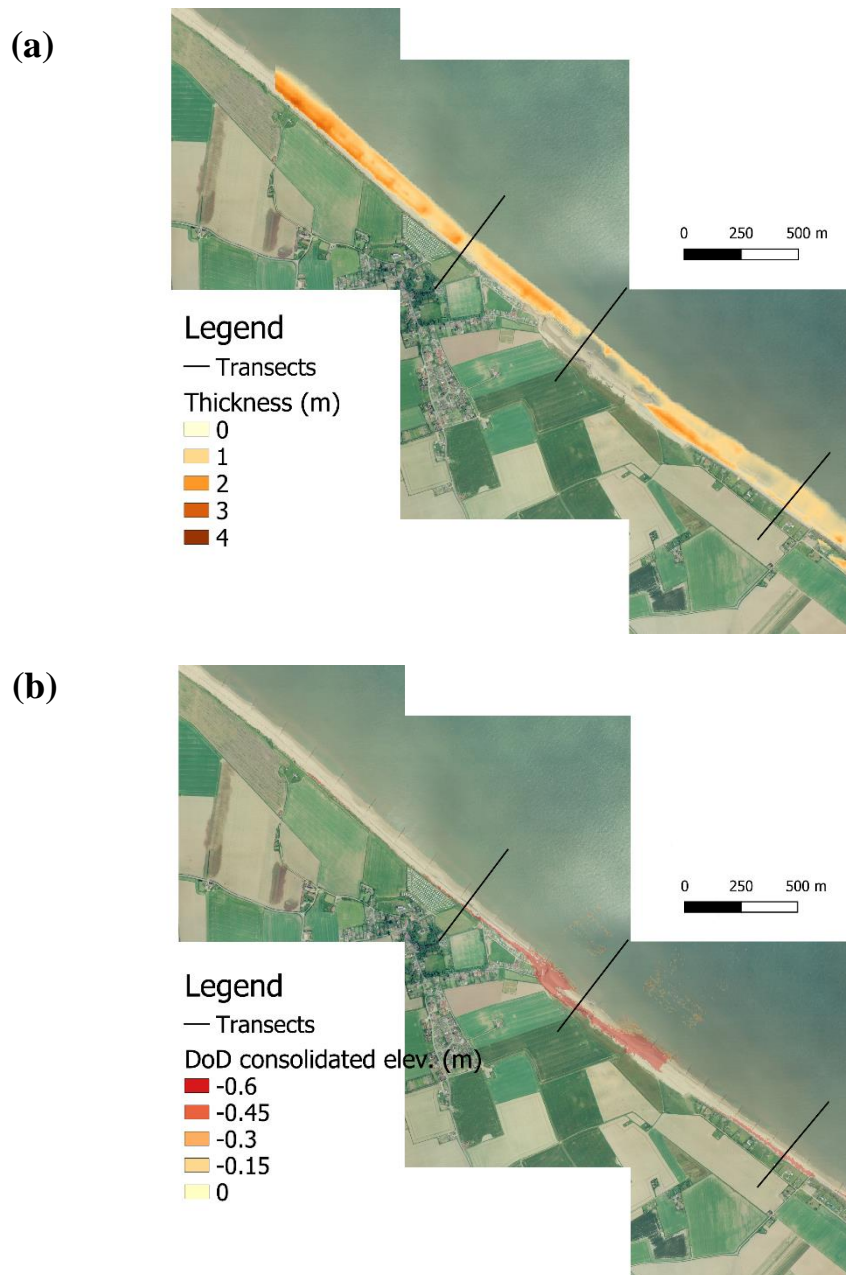 (a)
0 250 500 m
Legend
Transects
Thickness (m)
0
1
2
3
4
(b)
0 250 500 m
Legend
Transects
DoD consolidated elev. (m)
-0.6
-0.45
-0.3
-0.15
0